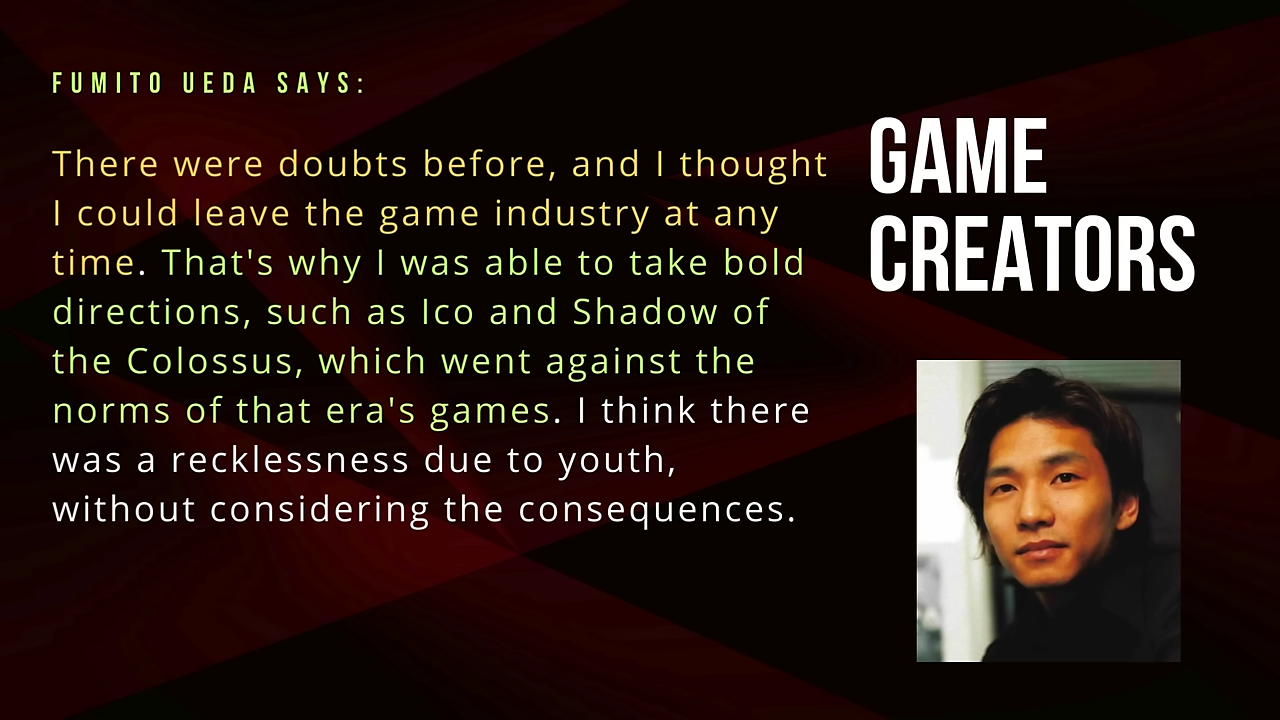 FUMITO UEDA SAYS:
There were doubts before, and I thought
I could leave the game industry at any
time. That's why I was able to take bold
directions, such as Ico and Shadow of
the Colossus, which went against the
norms of that era's games. I think there
was a recklessness due to youth,
without considering the consequences.
GAME
CREATORS